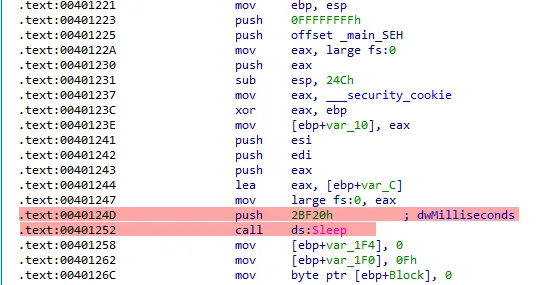 .text:00401221 mov ebp, esp
.text:00401223 push 0FFFFFFFFh
.text:00401225 push offset _main_SEH
.text:0040122A mov eax, large fs:0
.text:00401230 push eax
.text:00401231 sub esp, 24Ch
.text:00401237 mov eax, ___security_cookie
.text:0040123C xor eax, ebp
.text:0040123E mov [ebp+var_10], eax
.text:00401241 push esi
.text:00401242 push edi
.text:00401243 push eax
.text:00401244 lea eax, [ebp+var_C]
.text:00401247 mov large fs:0, eax
.text:0040124D push 2BF20h ; dwMilliseconds
.text:00401252 call ds:Sleep
.text:00401258 mov [ebp+var_1F4], 0
.text:00401262 mov [ebp+var_1F0], 0Fh
.text:0040126C mov byte ptr [ebp+Block], 0